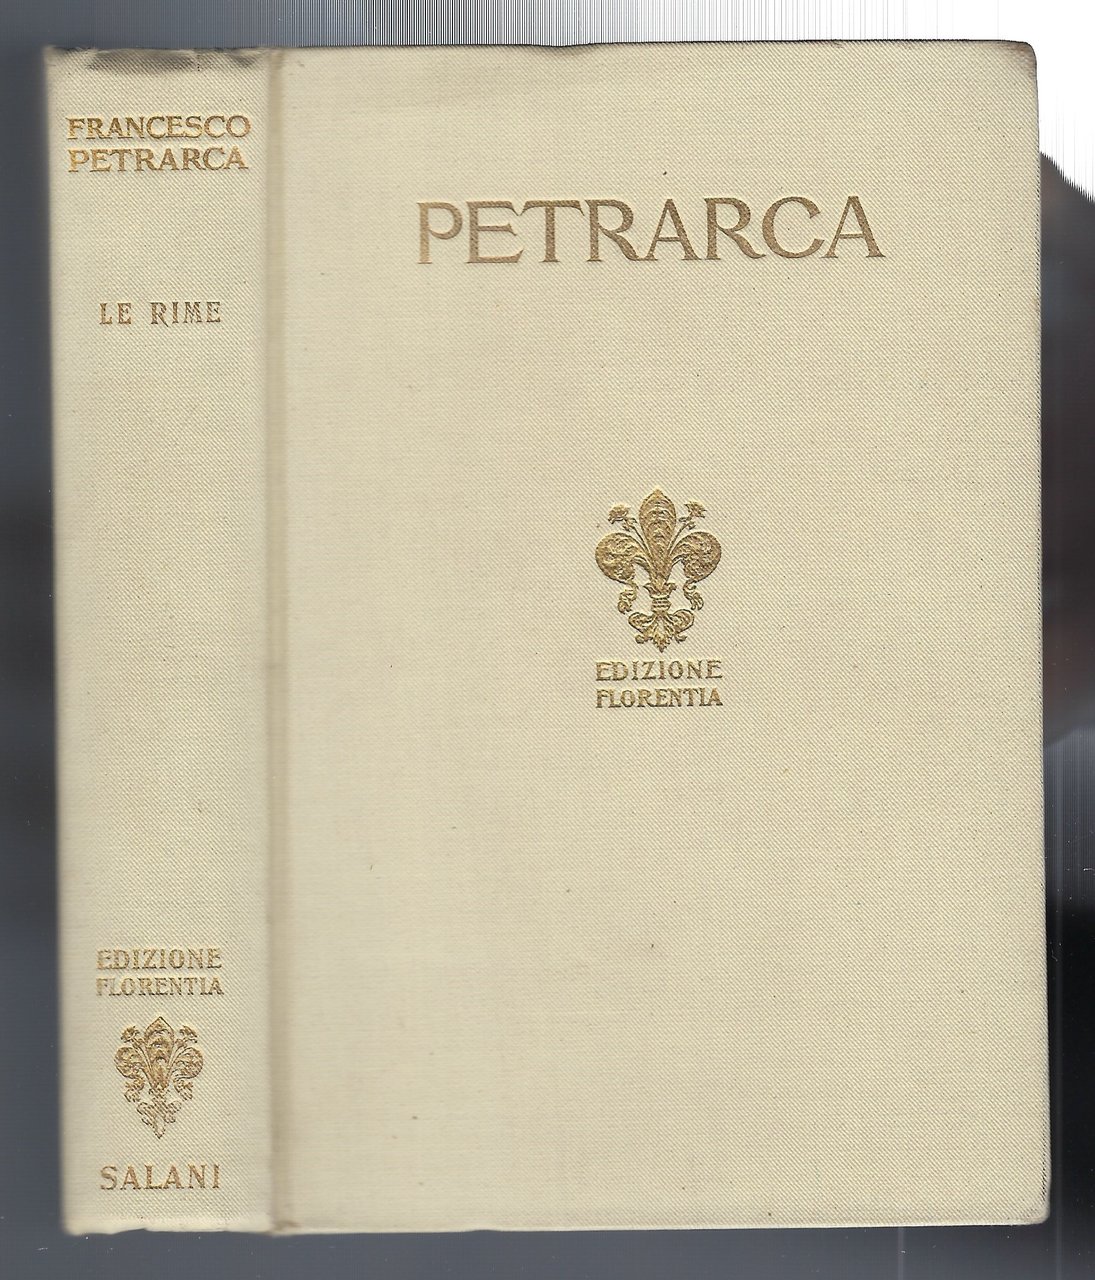 FRANCESCO
PETRARCA
LE RIME
EDIZIONE
FLORENTIA
SALANI
PETRARCA
EDIZIONE
FLORENTIA